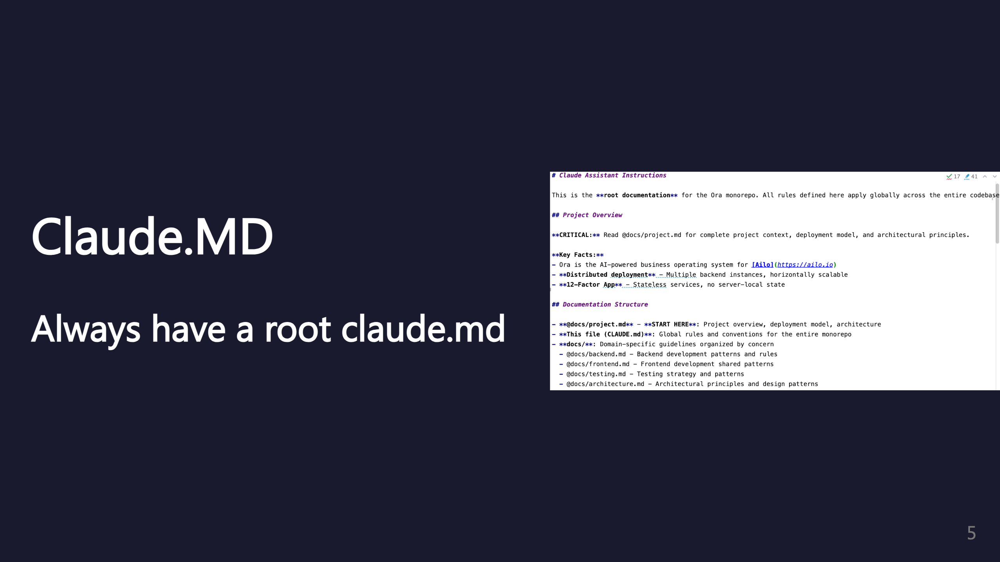 Claude.MD
Always have a root claude.md
# Claude Assistant Instructions
17 41
This is the **root documentation** for the Ora monorepo. All rules defined here apply globally across the entire codebase
## Project Overview
**CRITICAL:** Read @docs/project.md for complete project context, deployment model, and architectural principles.
**Key Facts:**
- Ora is the AI-powered business operating system for [Ailo](https://ailo.io)
- **Distributed deployment** - Multiple backend instances, horizontally scalable
- **12-Factor App** - Stateless services, no server-local state
## Documentation Structure
- **@docs/project.md** - **START HERE**: Project overview, deployment model, architecture
- **This file (CLAUDE.md)**: Global rules and conventions for the entire monorepo
- **docs/**: Domain-specific guidelines organized by concern
- @docs/backend.md - Backend development patterns and rules
- @docs/frontend.md - Frontend development shared patterns
- @docs/testing.md - Testing strategy and patterns
- @docs/architecture.md - Architectural principles and design patterns
5